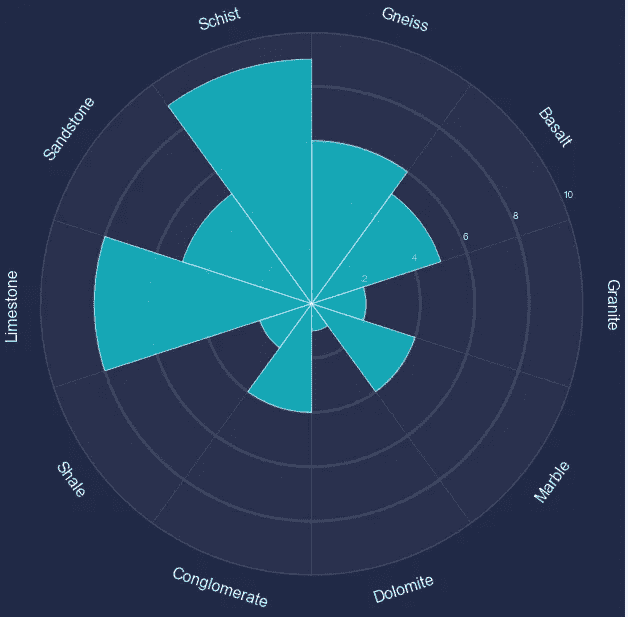 Schist
Gneiss
Sandstone
Basalt
10
8
6
4
2
Limestone
Granite
Shale
Marble
Conglomerate
Dolomite